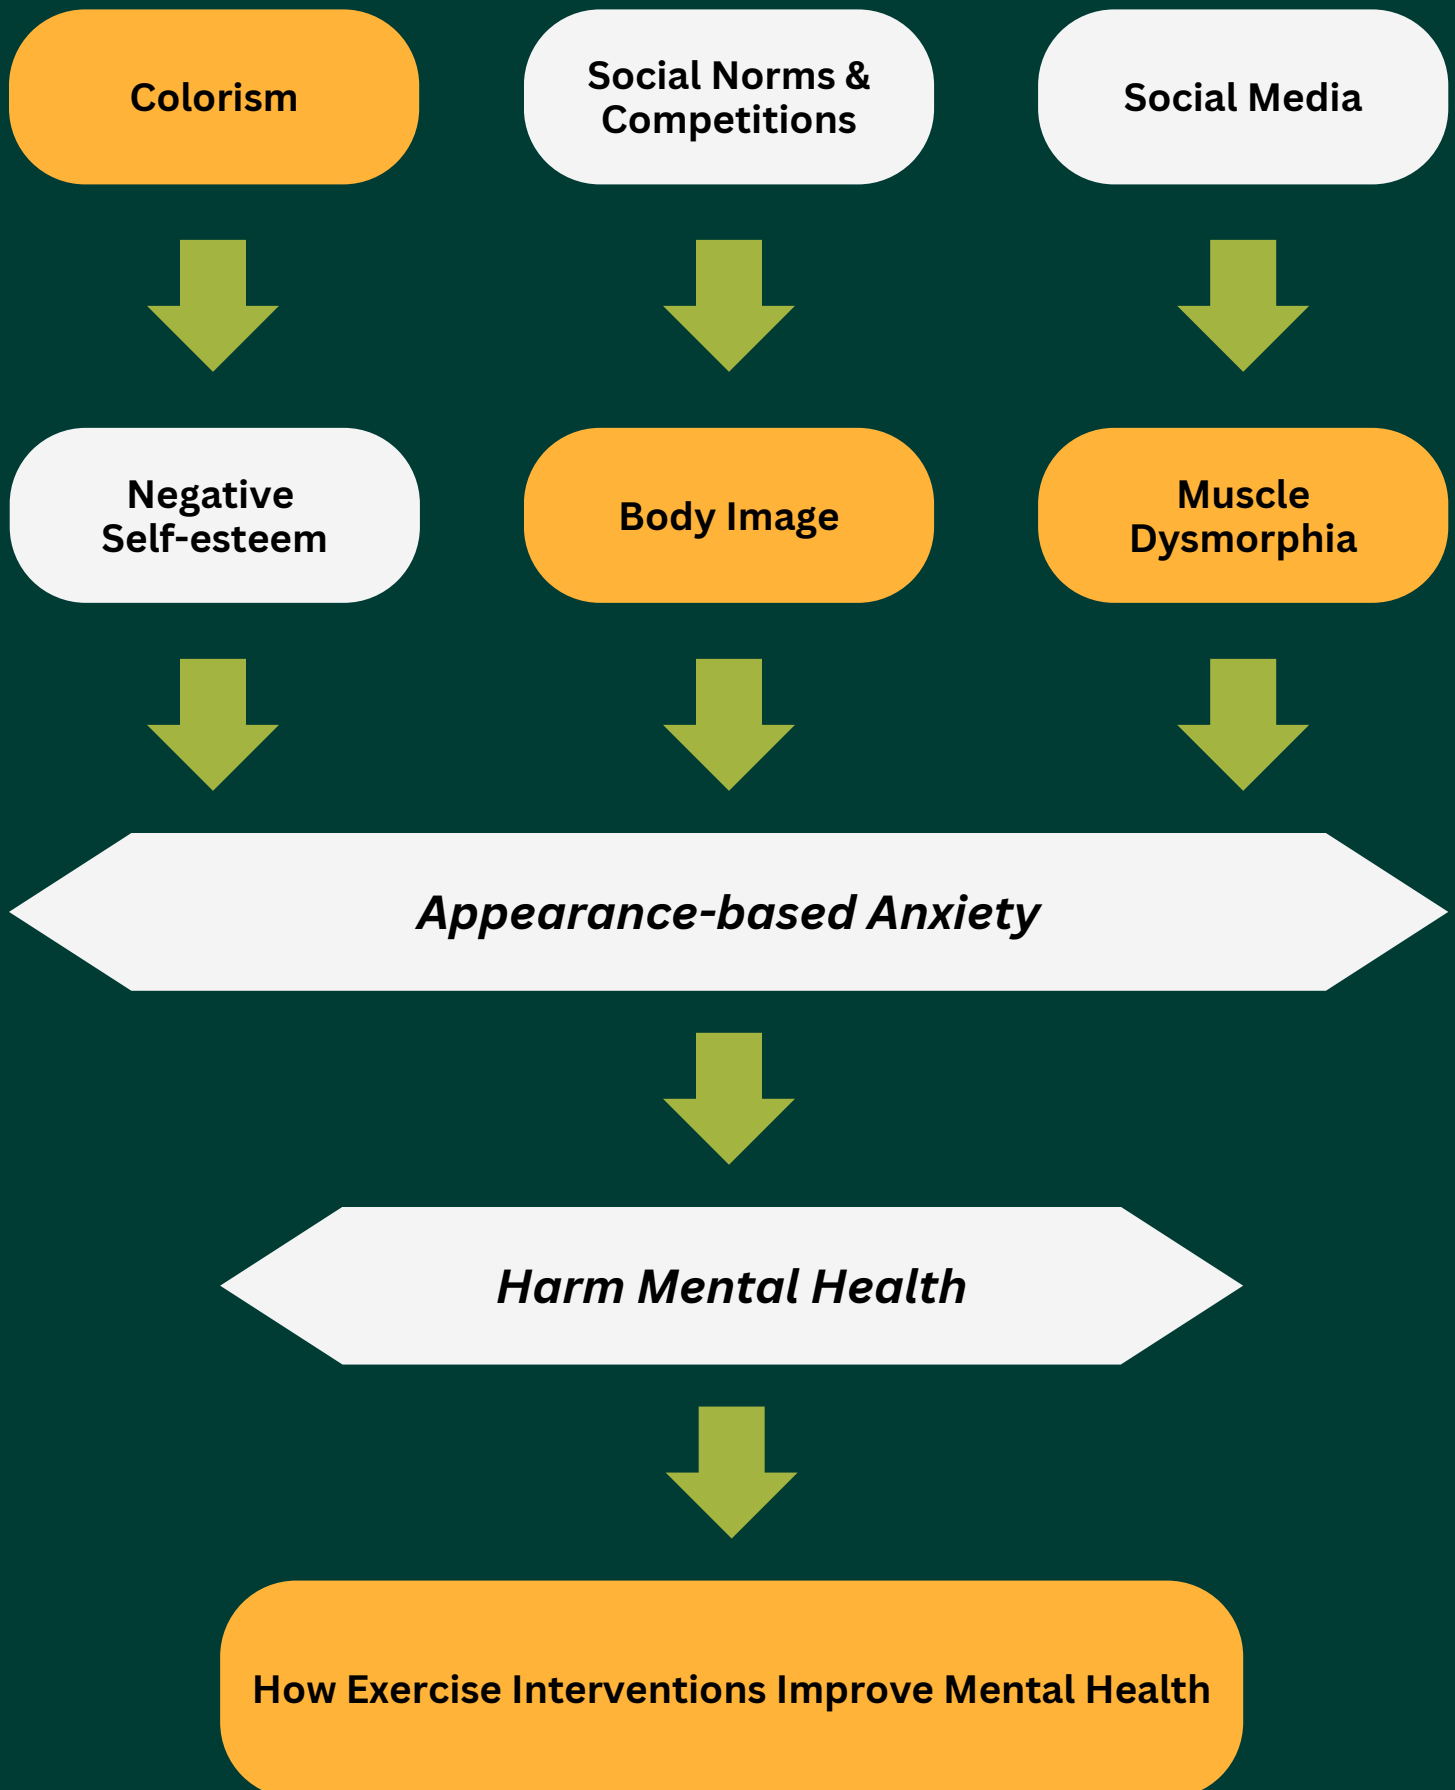 Colorism
Social Norms &
Competitions
Social Media
Negative
Self-esteem
Body Image
Muscle
Dysmorphia
Appearance-based Anxiety
Harm Mental Health
How Exercise Interventions Improve Mental Health